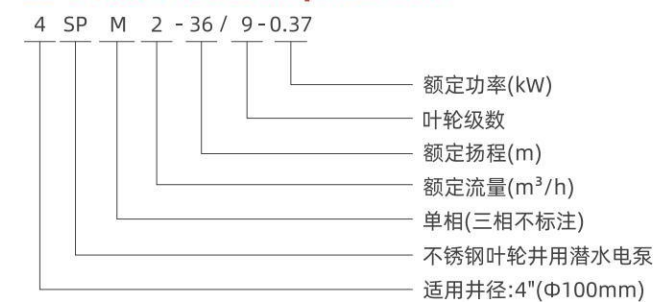 4 SP M 2 - 36 / 9 - 0.37
额定功率(kW)
叶轮级数
额定扬程(m)
额定流量(m³/h)
单相(三相不标注)
不锈钢叶轮井用潜水电泵
适用井径:4"(Φ100mm)